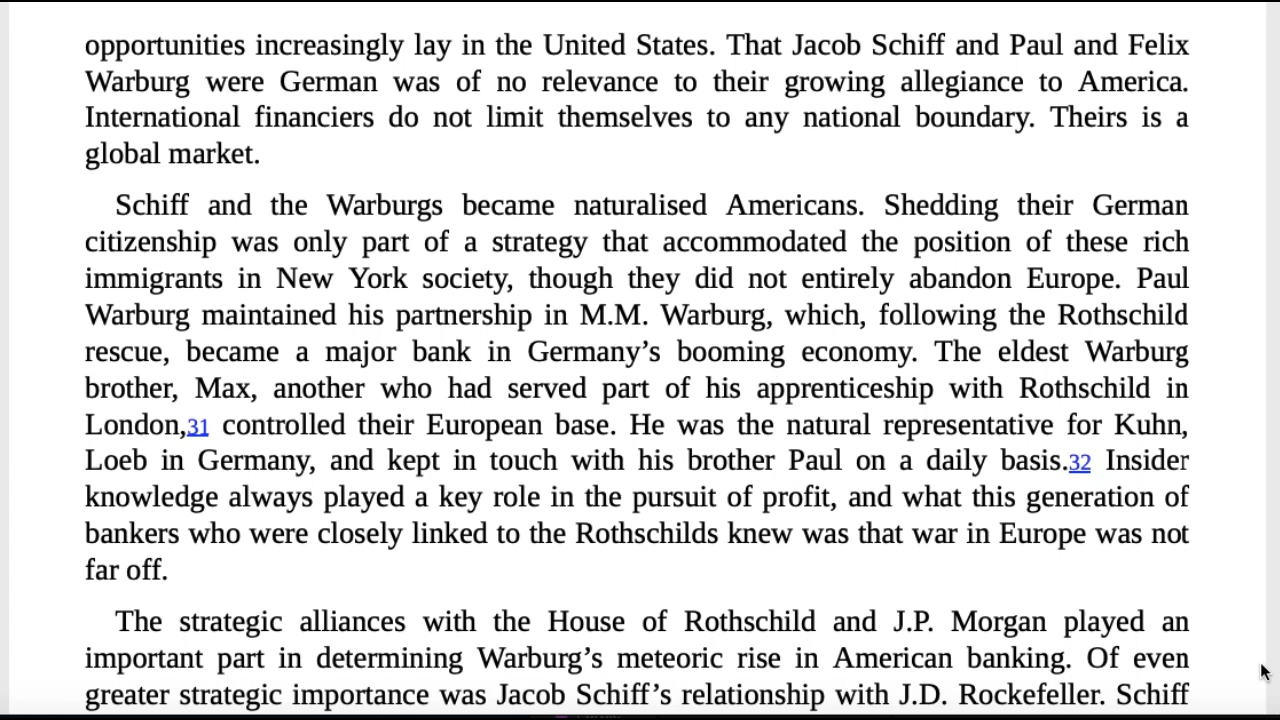 opportunities increasingly lay in the United States. That Jacob Schiff and Paul and Felix
Warburg were German was of no relevance to their growing allegiance to America.
International financiers do not limit themselves to any national boundary. Theirs is a
global market.
Schiff and the Warburgs became naturalised Americans. Shedding their German
citizenship was only part of a strategy that accommodated the position of these rich
immigrants in New York society, though they did not entirely abandon Europe. Paul
Warburg maintained his partnership in M.M. Warburg, which, following the Rothschild
rescue, became a major bank in Germany’s booming economy. The eldest Warburg
brother, Max, another who had served part of his apprenticeship with Rothschild in
London,31 controlled their European base. He was the natural representative for Kuhn,
Loeb in Germany, and kept in touch with his brother Paul on a daily basis.32 Insider
knowledge always played a key role in the pursuit of profit, and what this generation of
bankers who were closely linked to the Rothschilds knew was that war in Europe was not
far off.
The strategic alliances with the House of Rothschild and J.P. Morgan played an
important part in determining Warburg’s meteoric rise in American banking. Of even
greater strategic importance was Jacob Schiff’s relationship with J.D. Rockefeller. Schiff